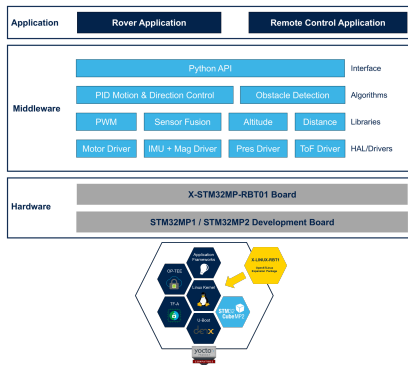 Application
Rover Application
Remote Control Application
Middleware
Python API
Interface
PID Motion & Direction Control
Obstacle Detection
Algorithms
PWM
Sensor Fusion
Altitude
Distance
Libraries
Motor Driver
IMU + Mag Driver
Pres Driver
ToF Driver
HAL/Drivers
Hardware
X-STM32MP-RBT01 Board
STM32MP1 / STM32MP2 Development Board
Application
Frameworks
X-LINUX-RBT1
Expansion Package
OP-TEE
Linux Kernel
TF-A
STM32
CubeMP2
U-Boot
yocto